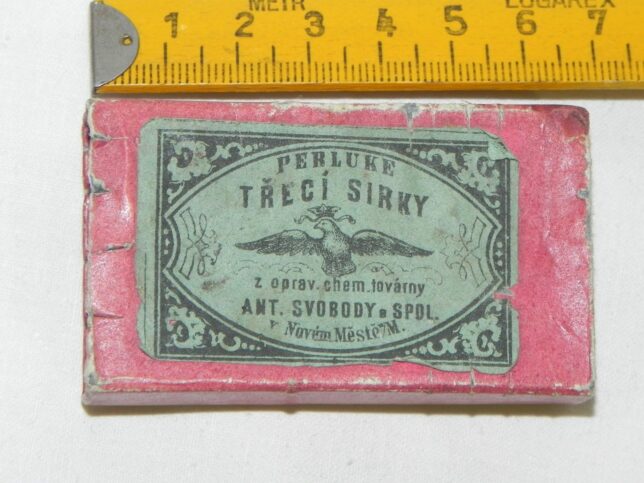 METR LOGAREX
1 2 3 4 5 6 7
PERLUKE
TŘECÍ SIRKY
z oprav. chem. továrny
ANT. SVOBODY a SPOL.
v Novém Městě/M.